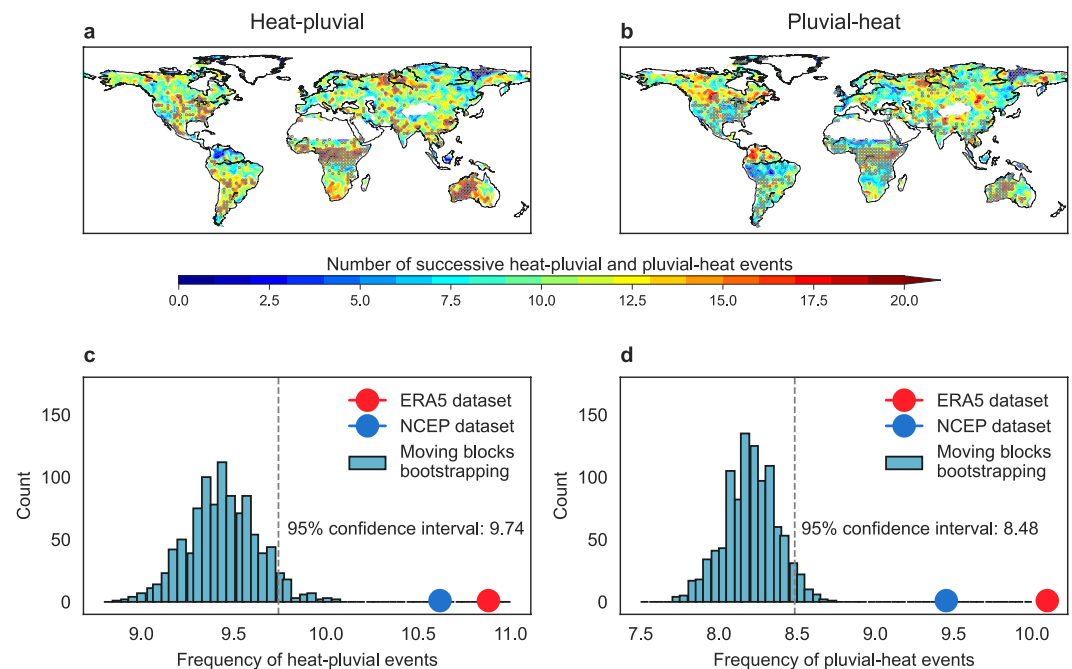 Heat-pluvial
Pluvial-heat
a
b
Number of successive heat-pluvial and pluvial-heat events
0.0 2.5 5.0 7.5 10.0 12.5 15.0 17.5 20.0
c
ERA5 dataset
NCEP dataset
Moving blocks
bootstrapping
95% confidence interval: 9.74
Count
150
100
50
0
9.0 9.5 10.0 10.5 11.0
Frequency of heat-pluvial events
d
ERA5 dataset
NCEP dataset
Moving blocks
bootstrapping
95% confidence interval: 8.48
Count
150
100
50
0
7.5 8.0 8.5 9.0 9.5 10.0
Frequency of pluvial-heat events